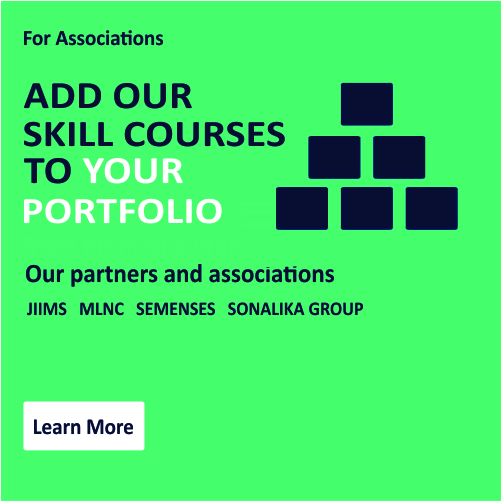 For Associations
ADD OUR
SKILL COURSES
TO YOUR
PORTFOLIO
Our partners and associations
JIIMS MLNC SEMENSES SONALIKA GROUP
Learn More